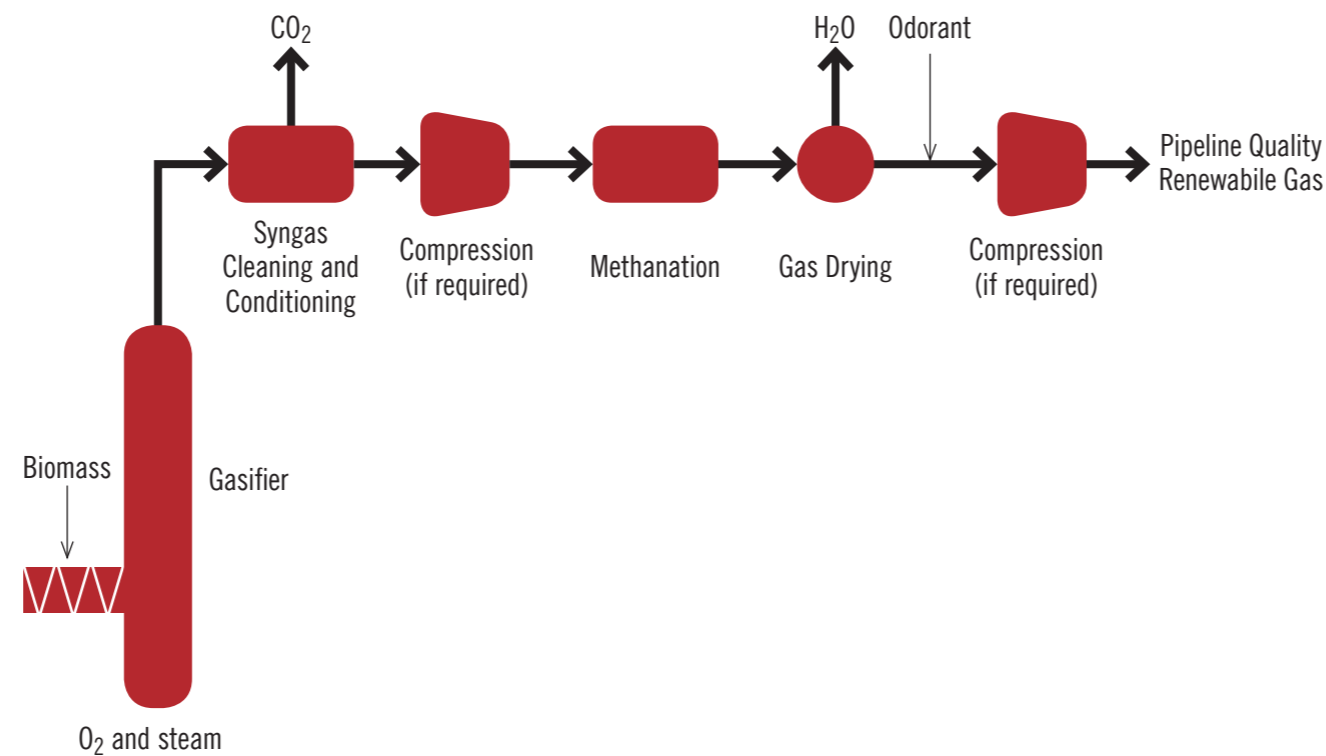 CO₂
H₂O
Odorant
Pipeline Quality
Renewabile Gas
Syngas
Cleaning and
Conditioning
Compression
(if required)
Methanation
Gas Drying
Compression
(if required)
Biomass
Gasifier
O₂ and steam